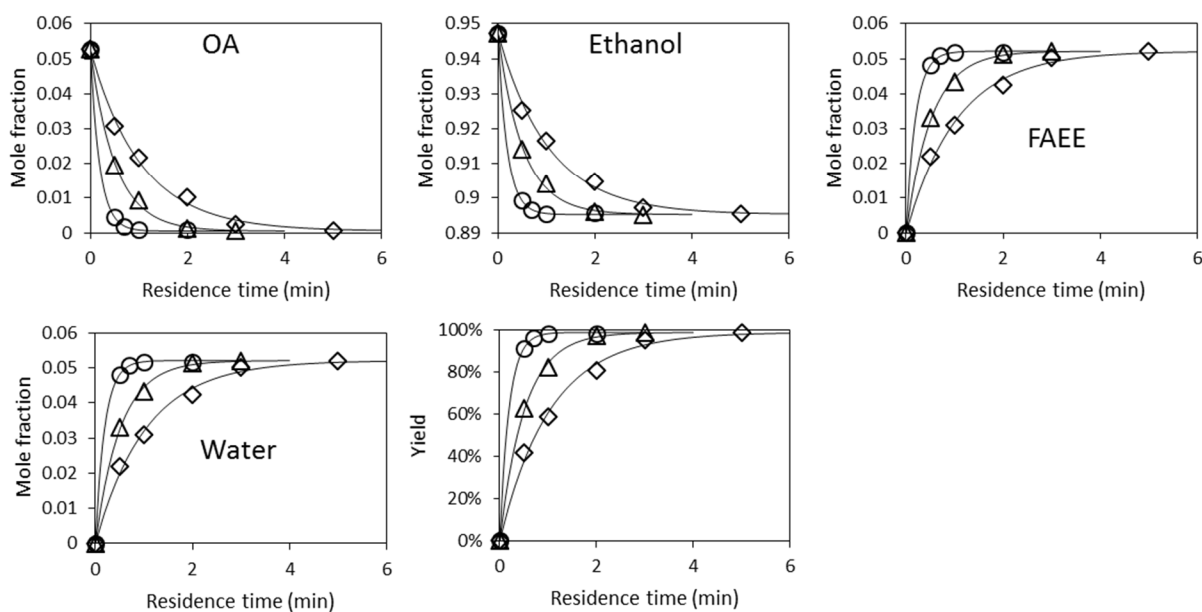 OA
Mole fraction
0.06
0.05
0.04
0.03
0.02
0.01
0
0 2 4 6
Residence time (min)
Ethanol
Mole fraction
0.95
0.94
0.93
0.92
0.91
0.9
0.89
0 2 4 6
Residence time (min)
FAEE
Mole fraction
0.06
0.05
0.04
0.03
0.02
0.01
0
0 2 4 6
Residence time (min)
Water
Mole fraction
0.06
0.05
0.04
0.03
0.02
0.01
0
0 2 4 6
Residence time (min)
Yield
100%
80%
60%
40%
20%
0%
0 2 4 6
Residence time (min)